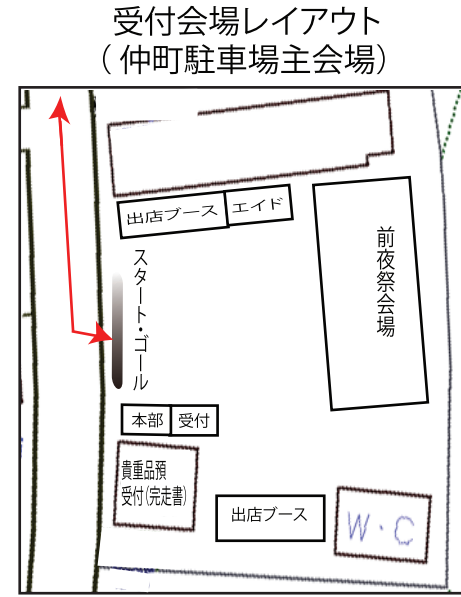 受付会場レイアウト
（仲町駐車場主会場）
出店ブース
エイド
前夜祭会場
スタート・ゴール
本部
受付
貴重品預
受付(完走書)
出店ブース
W・C